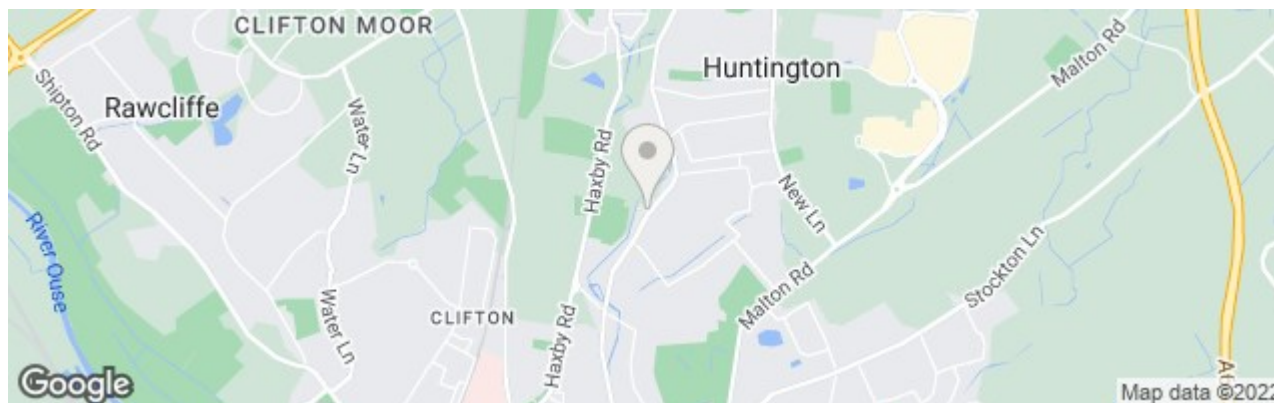 CLIFTON MOOR
Huntington
Malton Rd
Shipton Rd
Rawcliffe
Water Ln
Haxby Rd
New Ln
River Ouse
Stockton Ln
Malton Rd
Water Ln
CLIFTON
Haxby Rd
Google
Map data ©2022